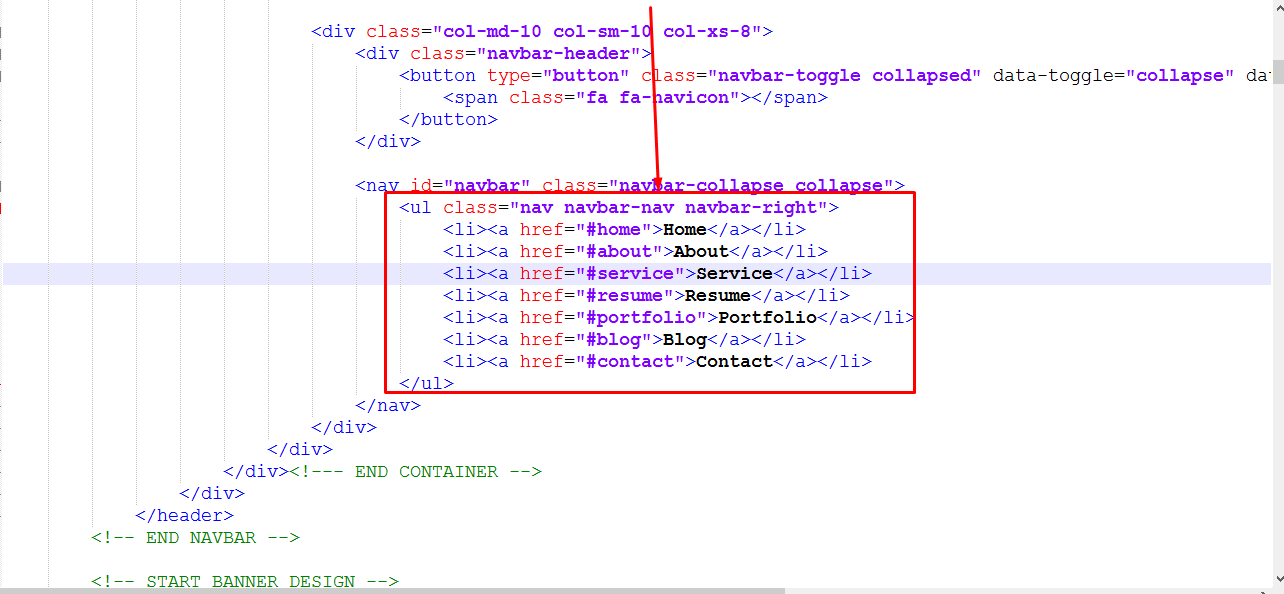 <div class="col-md-10 col-sm-10 col-xs-8">
<div class="navbar-header">
<button type="button" class="navbar-toggle collapsed" data-toggle="collapse" dat
<span class="fa fa-navicon"></span>
</button>
</div>
<nav id="navbar" class="navbar-collapse collapse">
<ul class="nav navbar-nav navbar-right">
<li><a href="#home">Home</a></li>
<li><a href="#about">About</a></li>
<li><a href="#service">Service</a></li>
<li><a href="#resume">Resume</a></li>
<li><a href="#portfolio">Portfolio</a></li>
<li><a href="#blog">Blog</a></li>
<li><a href="#contact">Contact</a></li>
</ul>
</nav>
</div>
</div>
</div><!--- END CONTAINER -->
</div>
</header>
<!-- END NAVBAR -->
<!-- START BANNER DESIGN -->